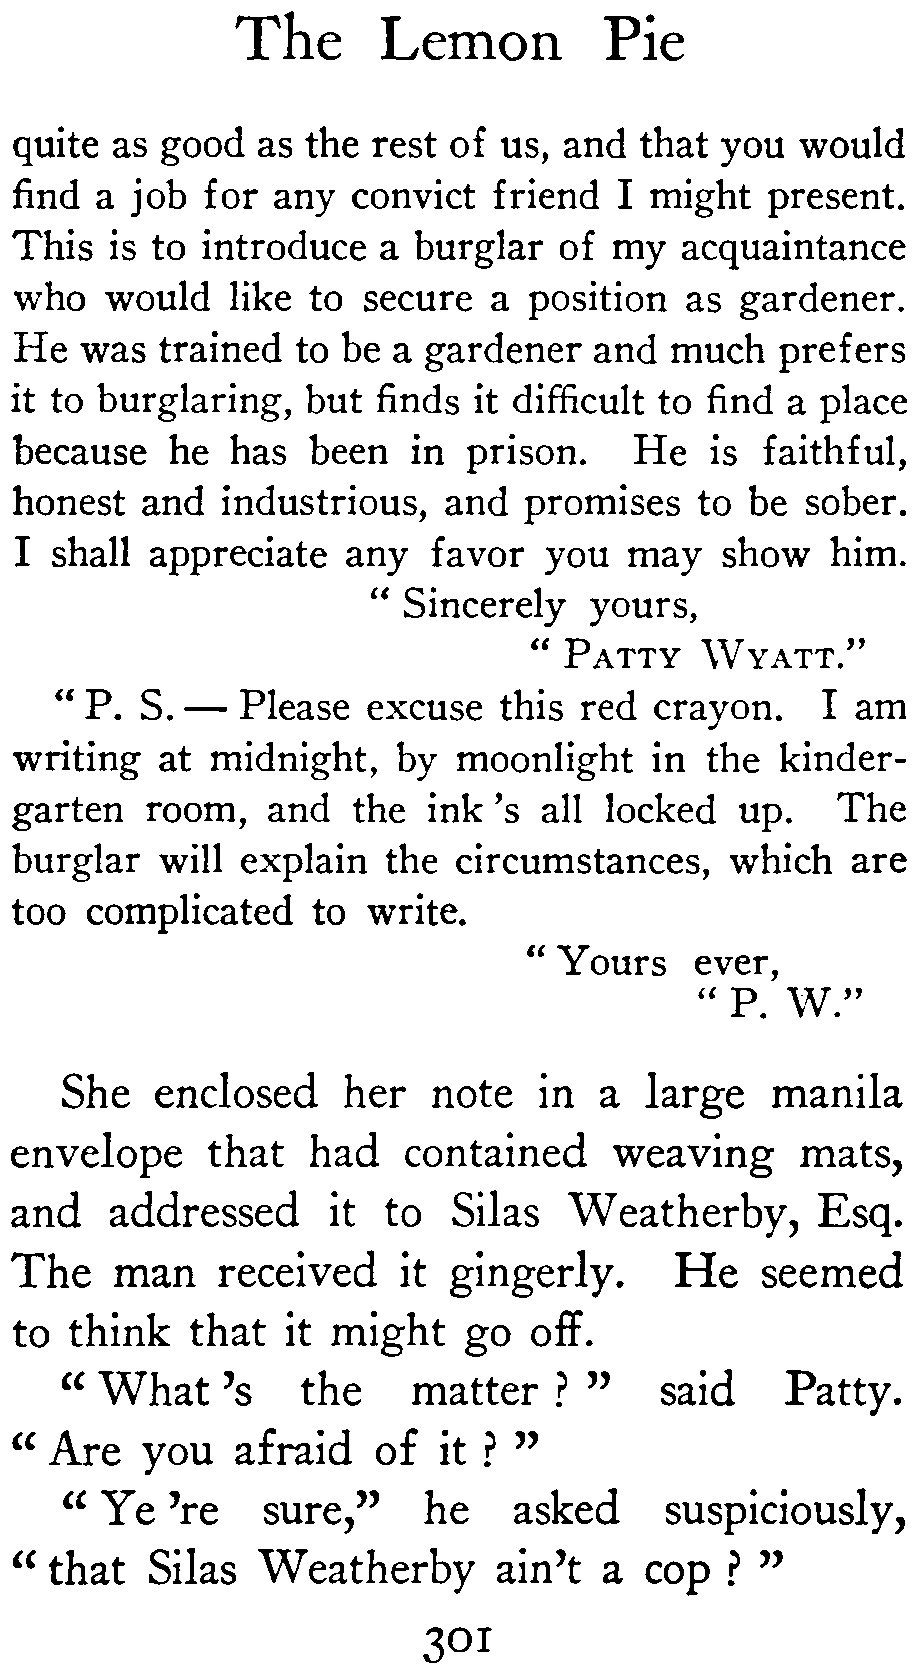 The Lemon Pie
quite as good as the rest of us, and that you would
find a job for any convict friend I might present.
This is to introduce a burglar of my acquaintance
who would like to secure a position as gardener.
He was trained to be a gardener and much prefers
it to burglaring, but finds it difficult to find a place
because he has been in prison. He is faithful,
honest and industrious, and promises to be sober.
I shall appreciate any favor you may show him.
“ Sincerely yours,
“ PATTY WYATT.”
“ P. S. — Please excuse this red crayon. I am
writing at midnight, by moonlight in the kinder-
garten room, and the ink 's all locked up. The
burglar will explain the circumstances, which are
too complicated to write.
“ Yours ever,
“ P. W.”
She enclosed her note in a large manila
envelope that had contained weaving mats,
and addressed it to Silas Weatherby, Esq.
The man received it gingerly. He seemed
to think that it might go off.
“ What 's the matter ? ” said Patty.
“ Are you afraid of it ? ”
“ Ye 're sure,” he asked suspiciously,
“ that Silas Weatherby ain't a cop ? ”
301